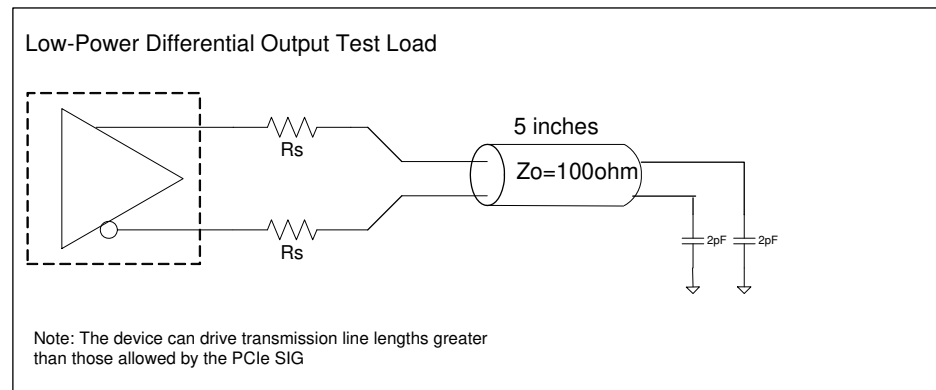 Low-Power Differential Output Test Load
Rs
Rs
5 inches
Zo=100ohm
2pF
2pF
Note: The device can drive transmission line lengths greater
than those allowed by the PCIe SIG